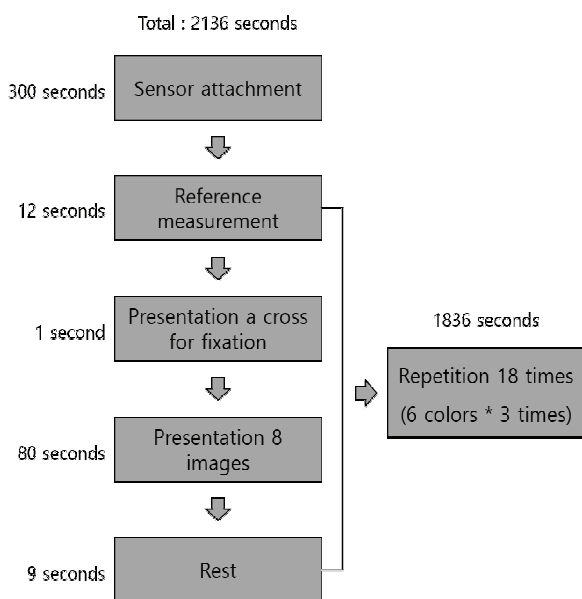 Total : 2136 seconds
300 seconds
Sensor attachment
12 seconds
Reference
measurement
1 second
Presentation a cross
for fixation
1836 seconds
Repetition 18 times
(6 colors * 3 times)
80 seconds
Presentation 8
images
9 seconds
Rest